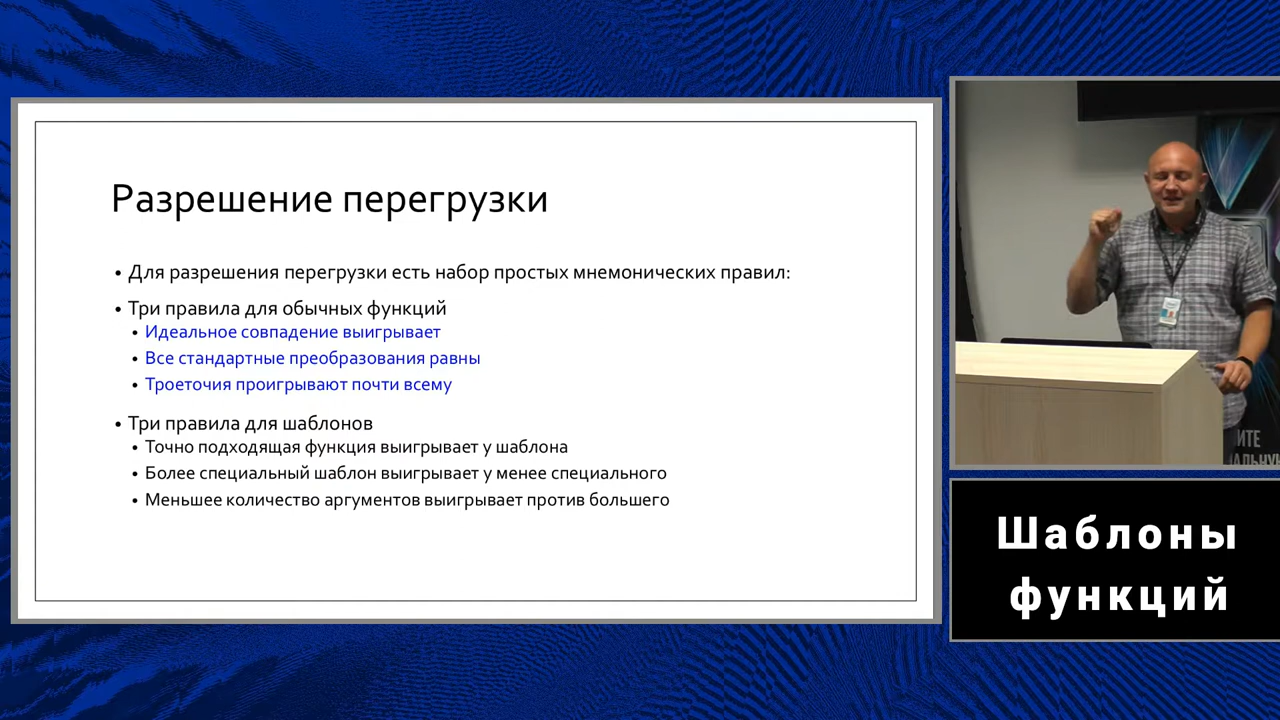 Разрешение перегрузки
• Для разрешения перегрузки есть набор простых мнемонических правил:
• Три правила для обычных функций
• Идеальное совпадение выигрывает
• Все стандартные преобразования равны
• Троеточия проигрывают почти всему
• Три правила для шаблонов
• Точно подходящая функция выигрывает у шаблона
• Более специальный шаблон выигрывает у менее специального
• Меньшее количество аргументов выигрывает против большего
Шаблоны
функций